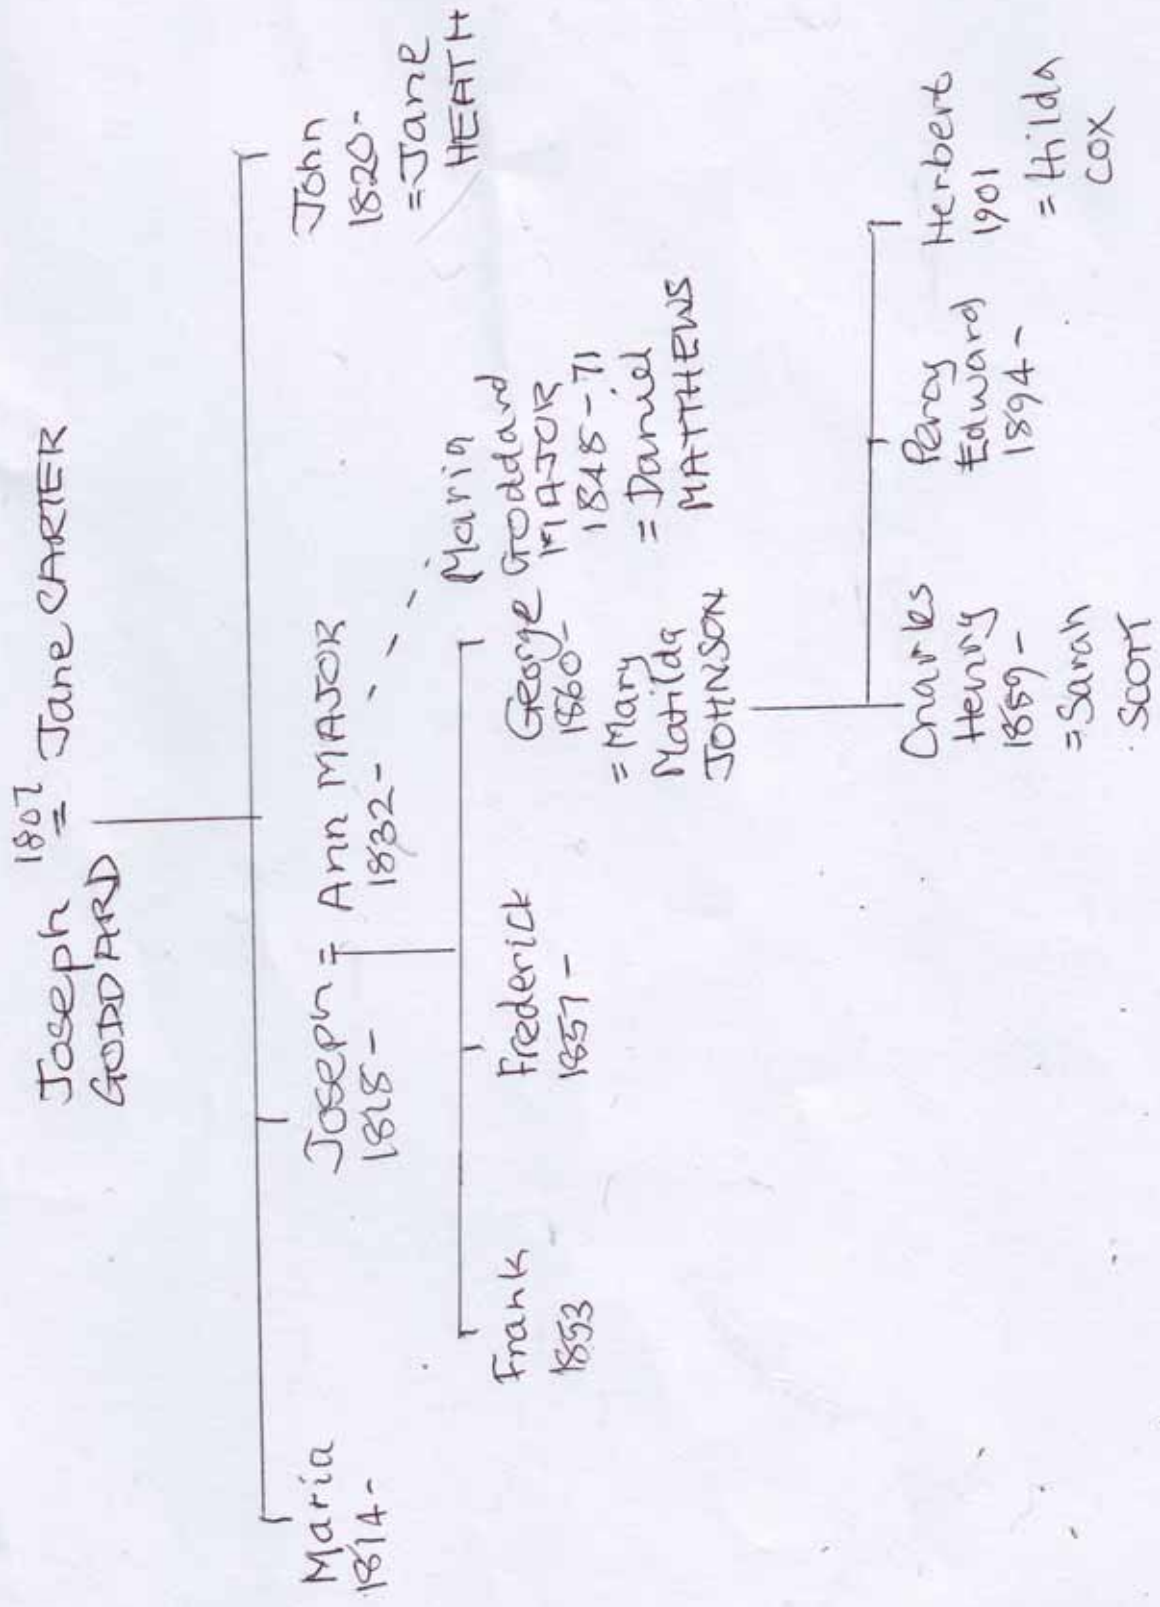 1807
Joseph = Jane CARTER
GODDARD
Maria
1814-
Joseph = Ann MAJOR
1818-
1832-
John
1820-
=Jane
HEATH
Frank
1853
Frederick
1857-
George
1860-
=Mary
Matilda
JOHNSON
Maria
Goddard
MAJOR
1848-71
=Daniel
MATTHEWS
Charles
Henry
1889-
=Sarah
SCOTT
Percy
Edward
1894-
Herbert
1901
=Hilda
COX